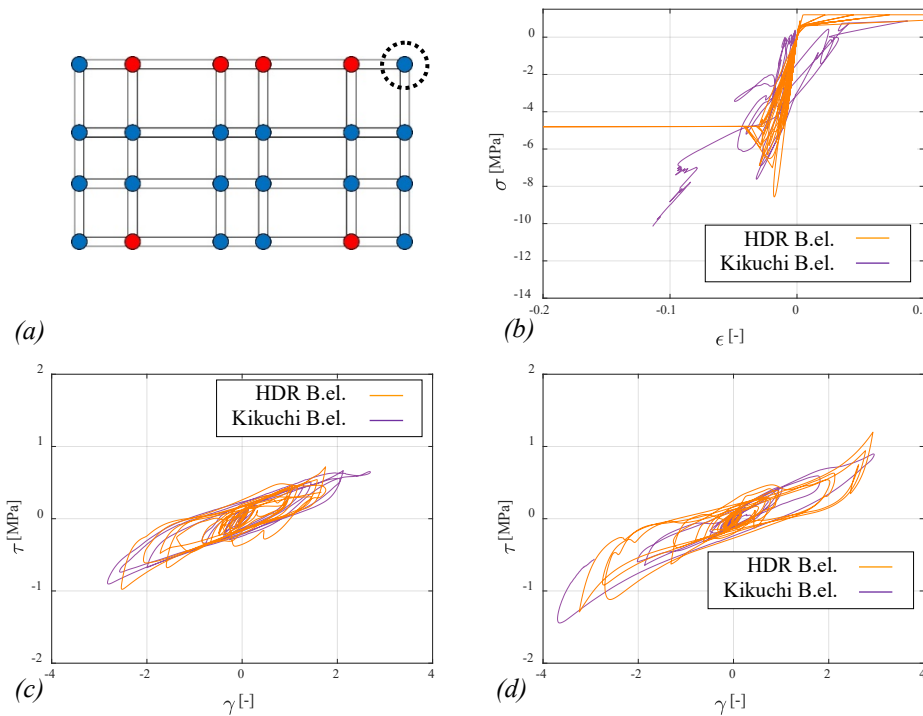 (a)
0
-2
-4
-6
-8
-10
-12
-14
-0.2
-0.1
0
0.1
σ [MPa]
ϵ [-]
HDR B.el.
Kikuchi B.el.
(b)
2
1
0
-1
-2
-4
-2
0
2
4
τ [MPa]
γ [-]
HDR B.el.
Kikuchi B.el.
(c)
2
1
0
-1
-2
-4
-2
0
2
4
τ [MPa]
γ [-]
HDR B.el.
Kikuchi B.el.
(d)